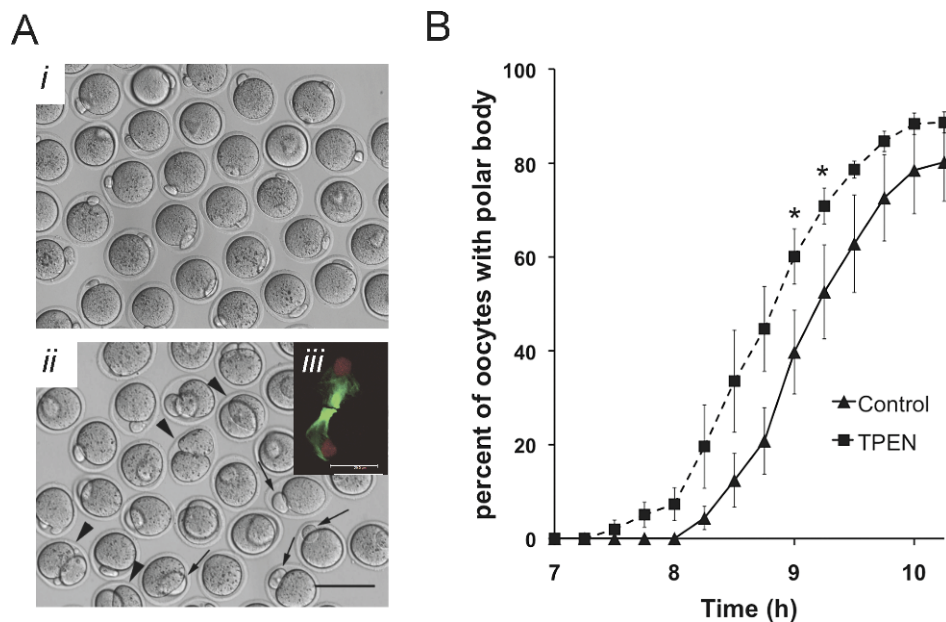 A
B
i
ii
iii
percent of oocytes with polar body
100
80
60
40
20
0
*
*
Control
TPEN
7
8
9
10
Time (h)